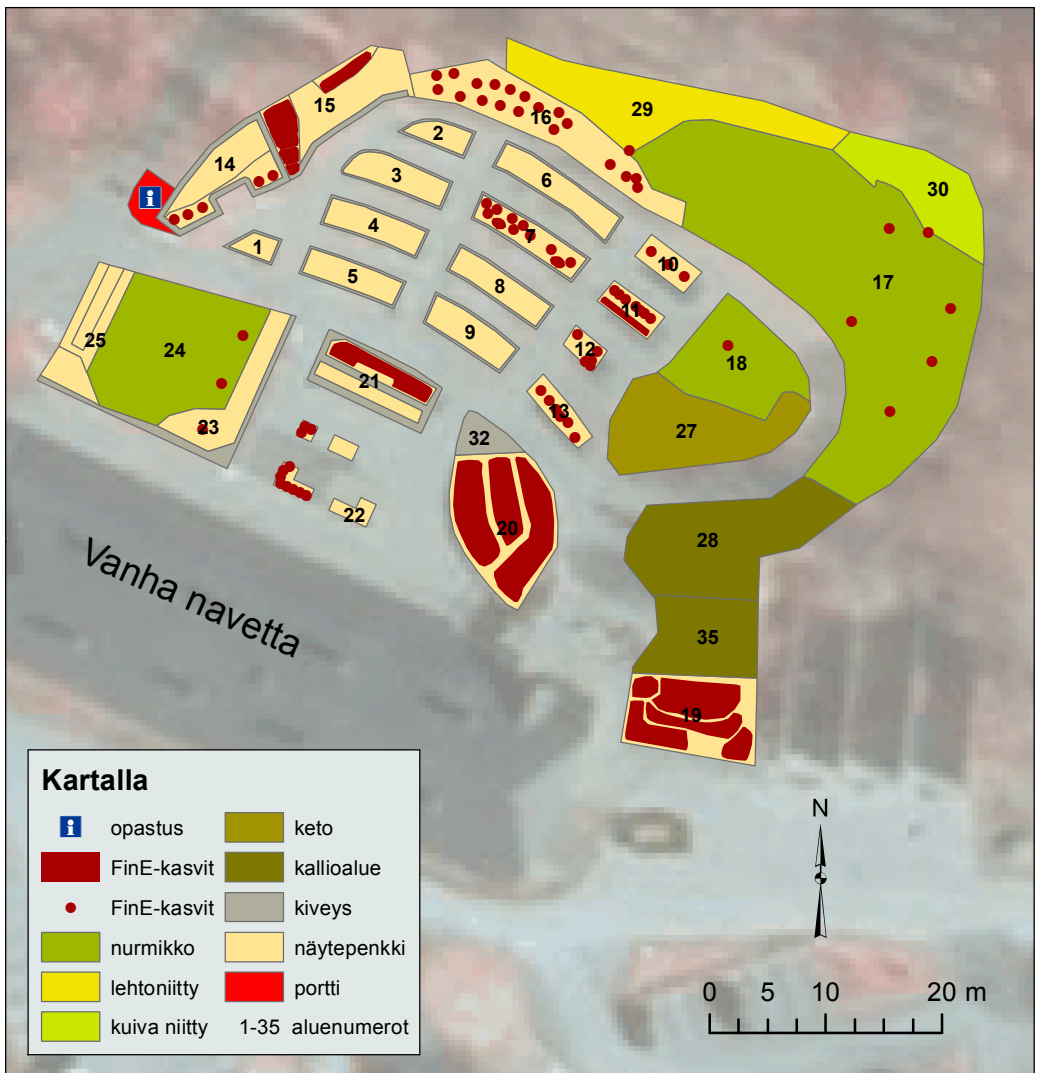 29
15
16
2
14
6
3
30
i
4
7
1
10
17
5
8
11
9
25
24
12
18
21
13
23
27
32
22
20
28
Vanha navetta
35
19
Kartalla
i opastus
FinE-kasvit
FinE-kasvit
nurmikko
lehtoniitty
kuiva niitty
keto
kallioalue
kiveys
näytepenkki
portti
1-35 aluenumerot
N
0 5 10 20 m